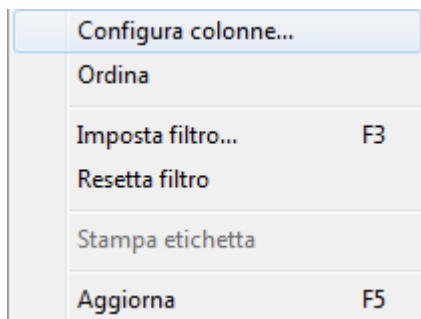 Configura colonne...
Ordina
Imposta filtro... F3
Resetta filtro
Stampa etichetta
Aggiorna F5